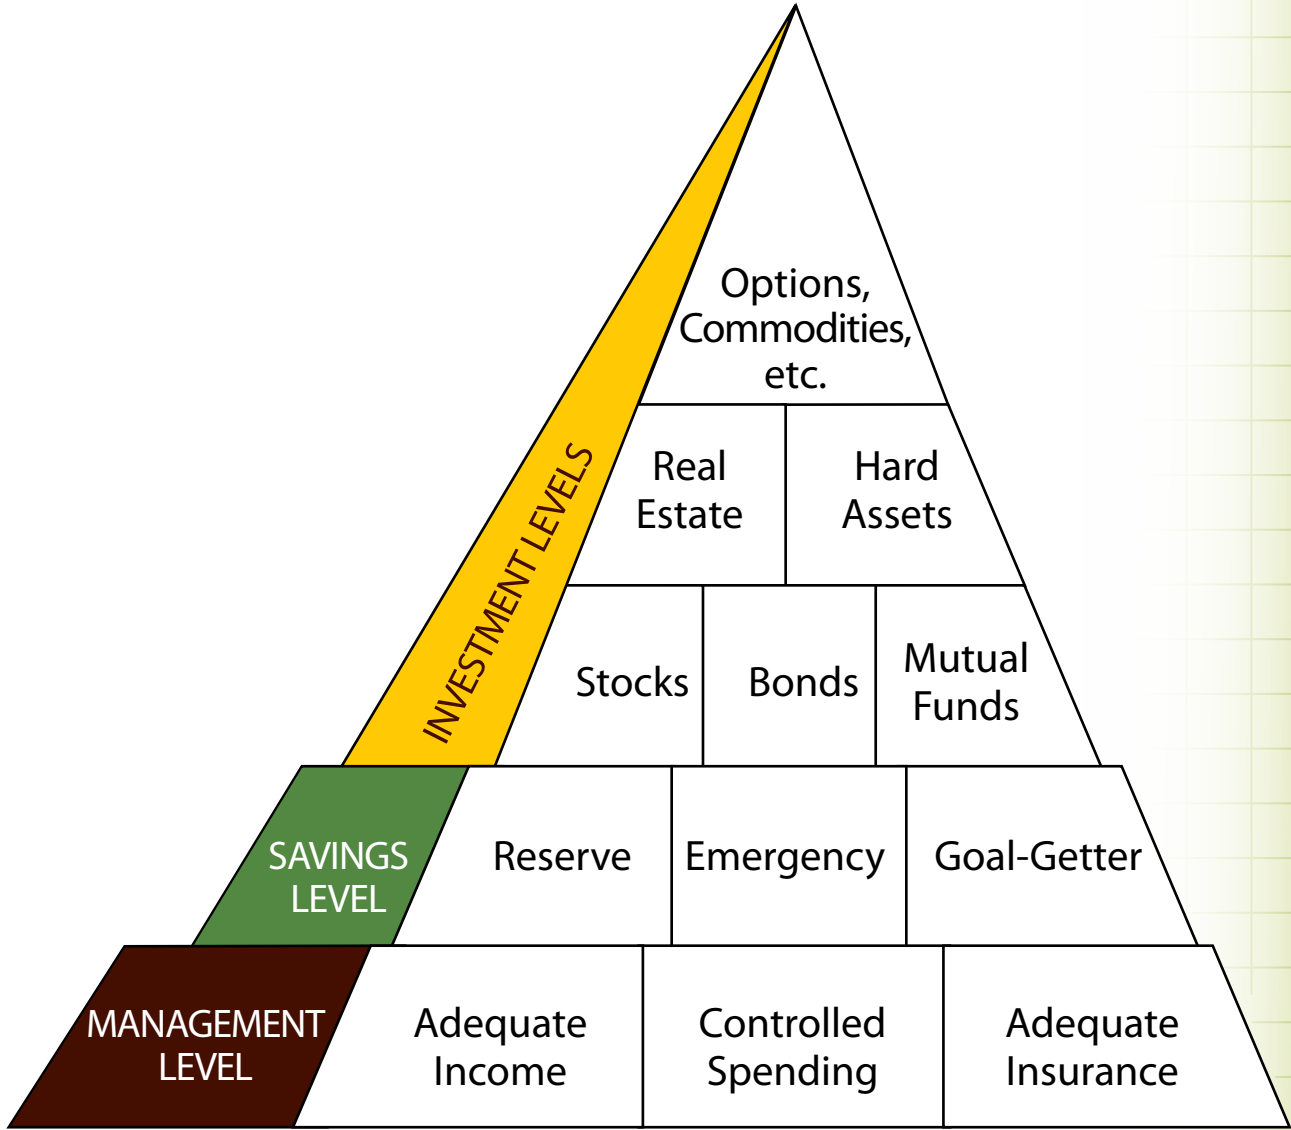 Options,
Commodities,
etc.
INVESTMENT LEVELS
Real
Estate
Hard
Assets
Stocks
Bonds
Mutual
Funds
SAVINGS
LEVEL
Reserve
Emergency
Goal-Getter
MANAGEMENT
LEVEL
Adequate
Income
Controlled
Spending
Adequate
Insurance